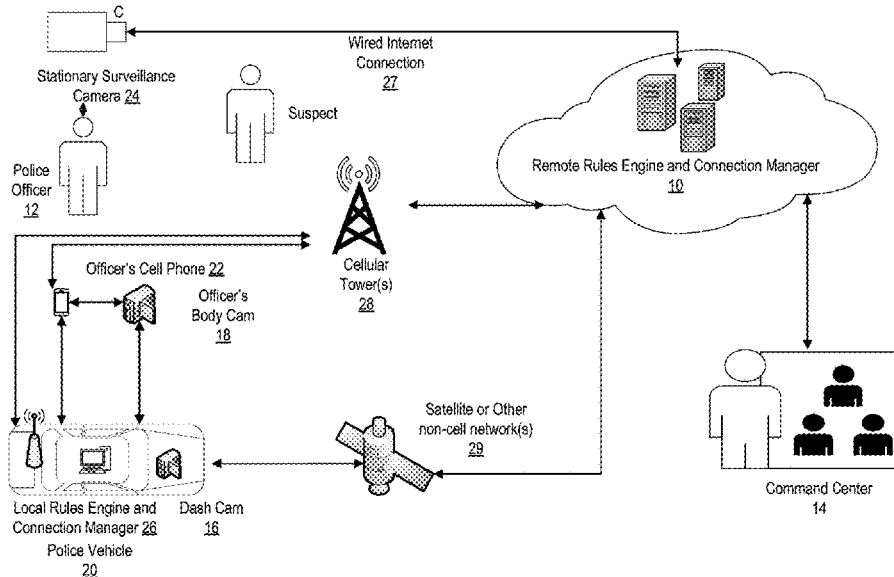 C
Wired Internet
Connection
27
Stationary Surveillance
Camera 24
Suspect
Police
Officer
12
Remote Rules Engine and Connection Manager
10
Officer's Cell Phone 22
Officer's
Body Cam
18
Cellular
Tower(s)
28
Satellite or Other
non-cell network(s)
29
Local Rules Engine and
Connection Manager 26
Dash Cam
16
Police Vehicle
20
Command Center
14